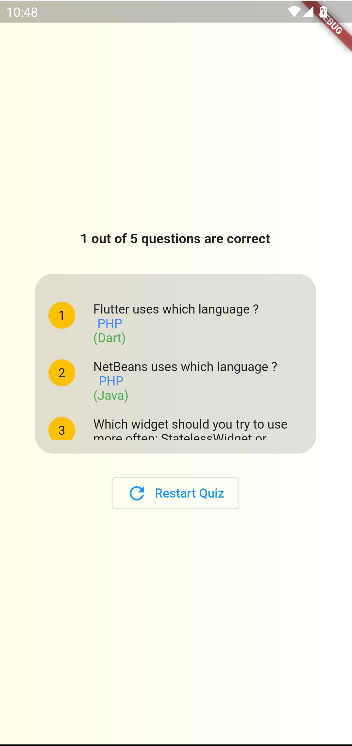 10:48
DEBUG
1 out of 5 questions are correct
1
Flutter uses which language ?
PHP
(Dart)
2
NetBeans uses which language ?
PHP
(Java)
3
Which widget should you try to use
more often: StatelessWidget or
Restart Quiz